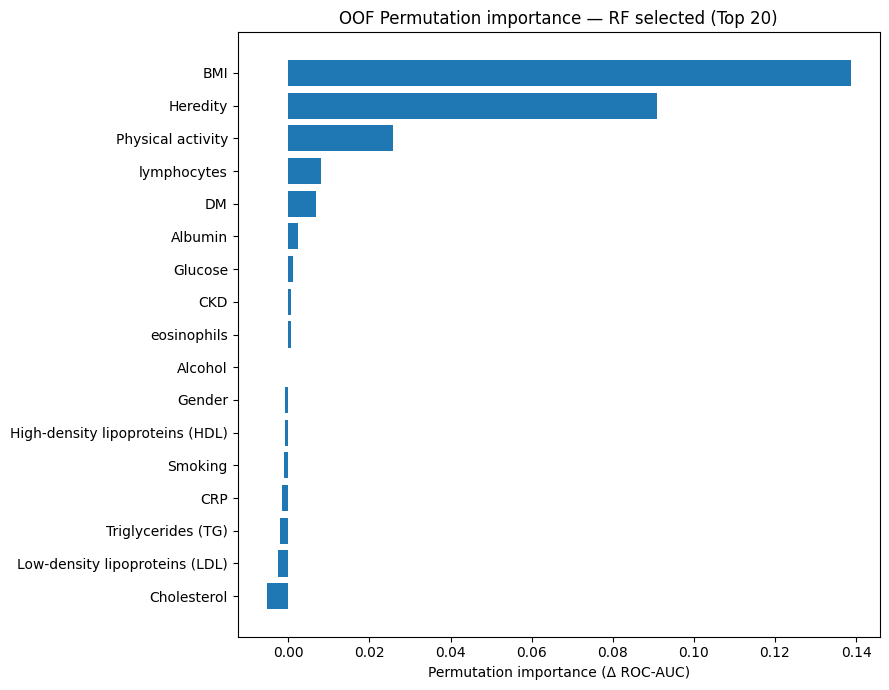 OOF Permutation importance — RF selected (Top 20)
BMI
Heredity
Physical activity
lymphocytes
DM
Albumin
Glucose
CKD
eosinophils
Alcohol
Gender
High-density lipoproteins (HDL)
Smoking
CRP
Triglycerides (TG)
Low-density lipoproteins (LDL)
Cholesterol
0.00 0.02 0.04 0.06 0.08 0.10 0.12 0.14
Permutation importance (Δ ROC-AUC)